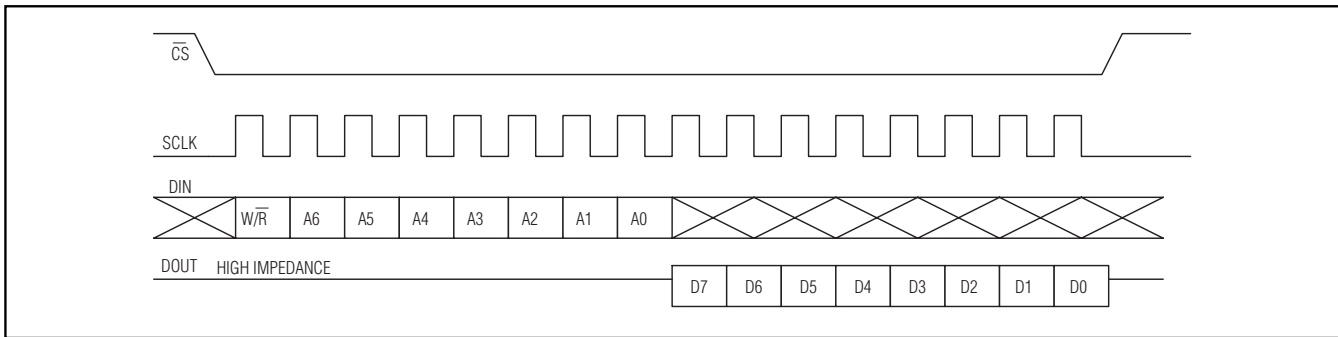 C̅S̅
SCLK
DIN
W/R̅ A6 A5 A4 A3 A2 A1 A0
DOUT HIGH IMPEDANCE
D7 D6 D5 D4 D3 D2 D1 D0